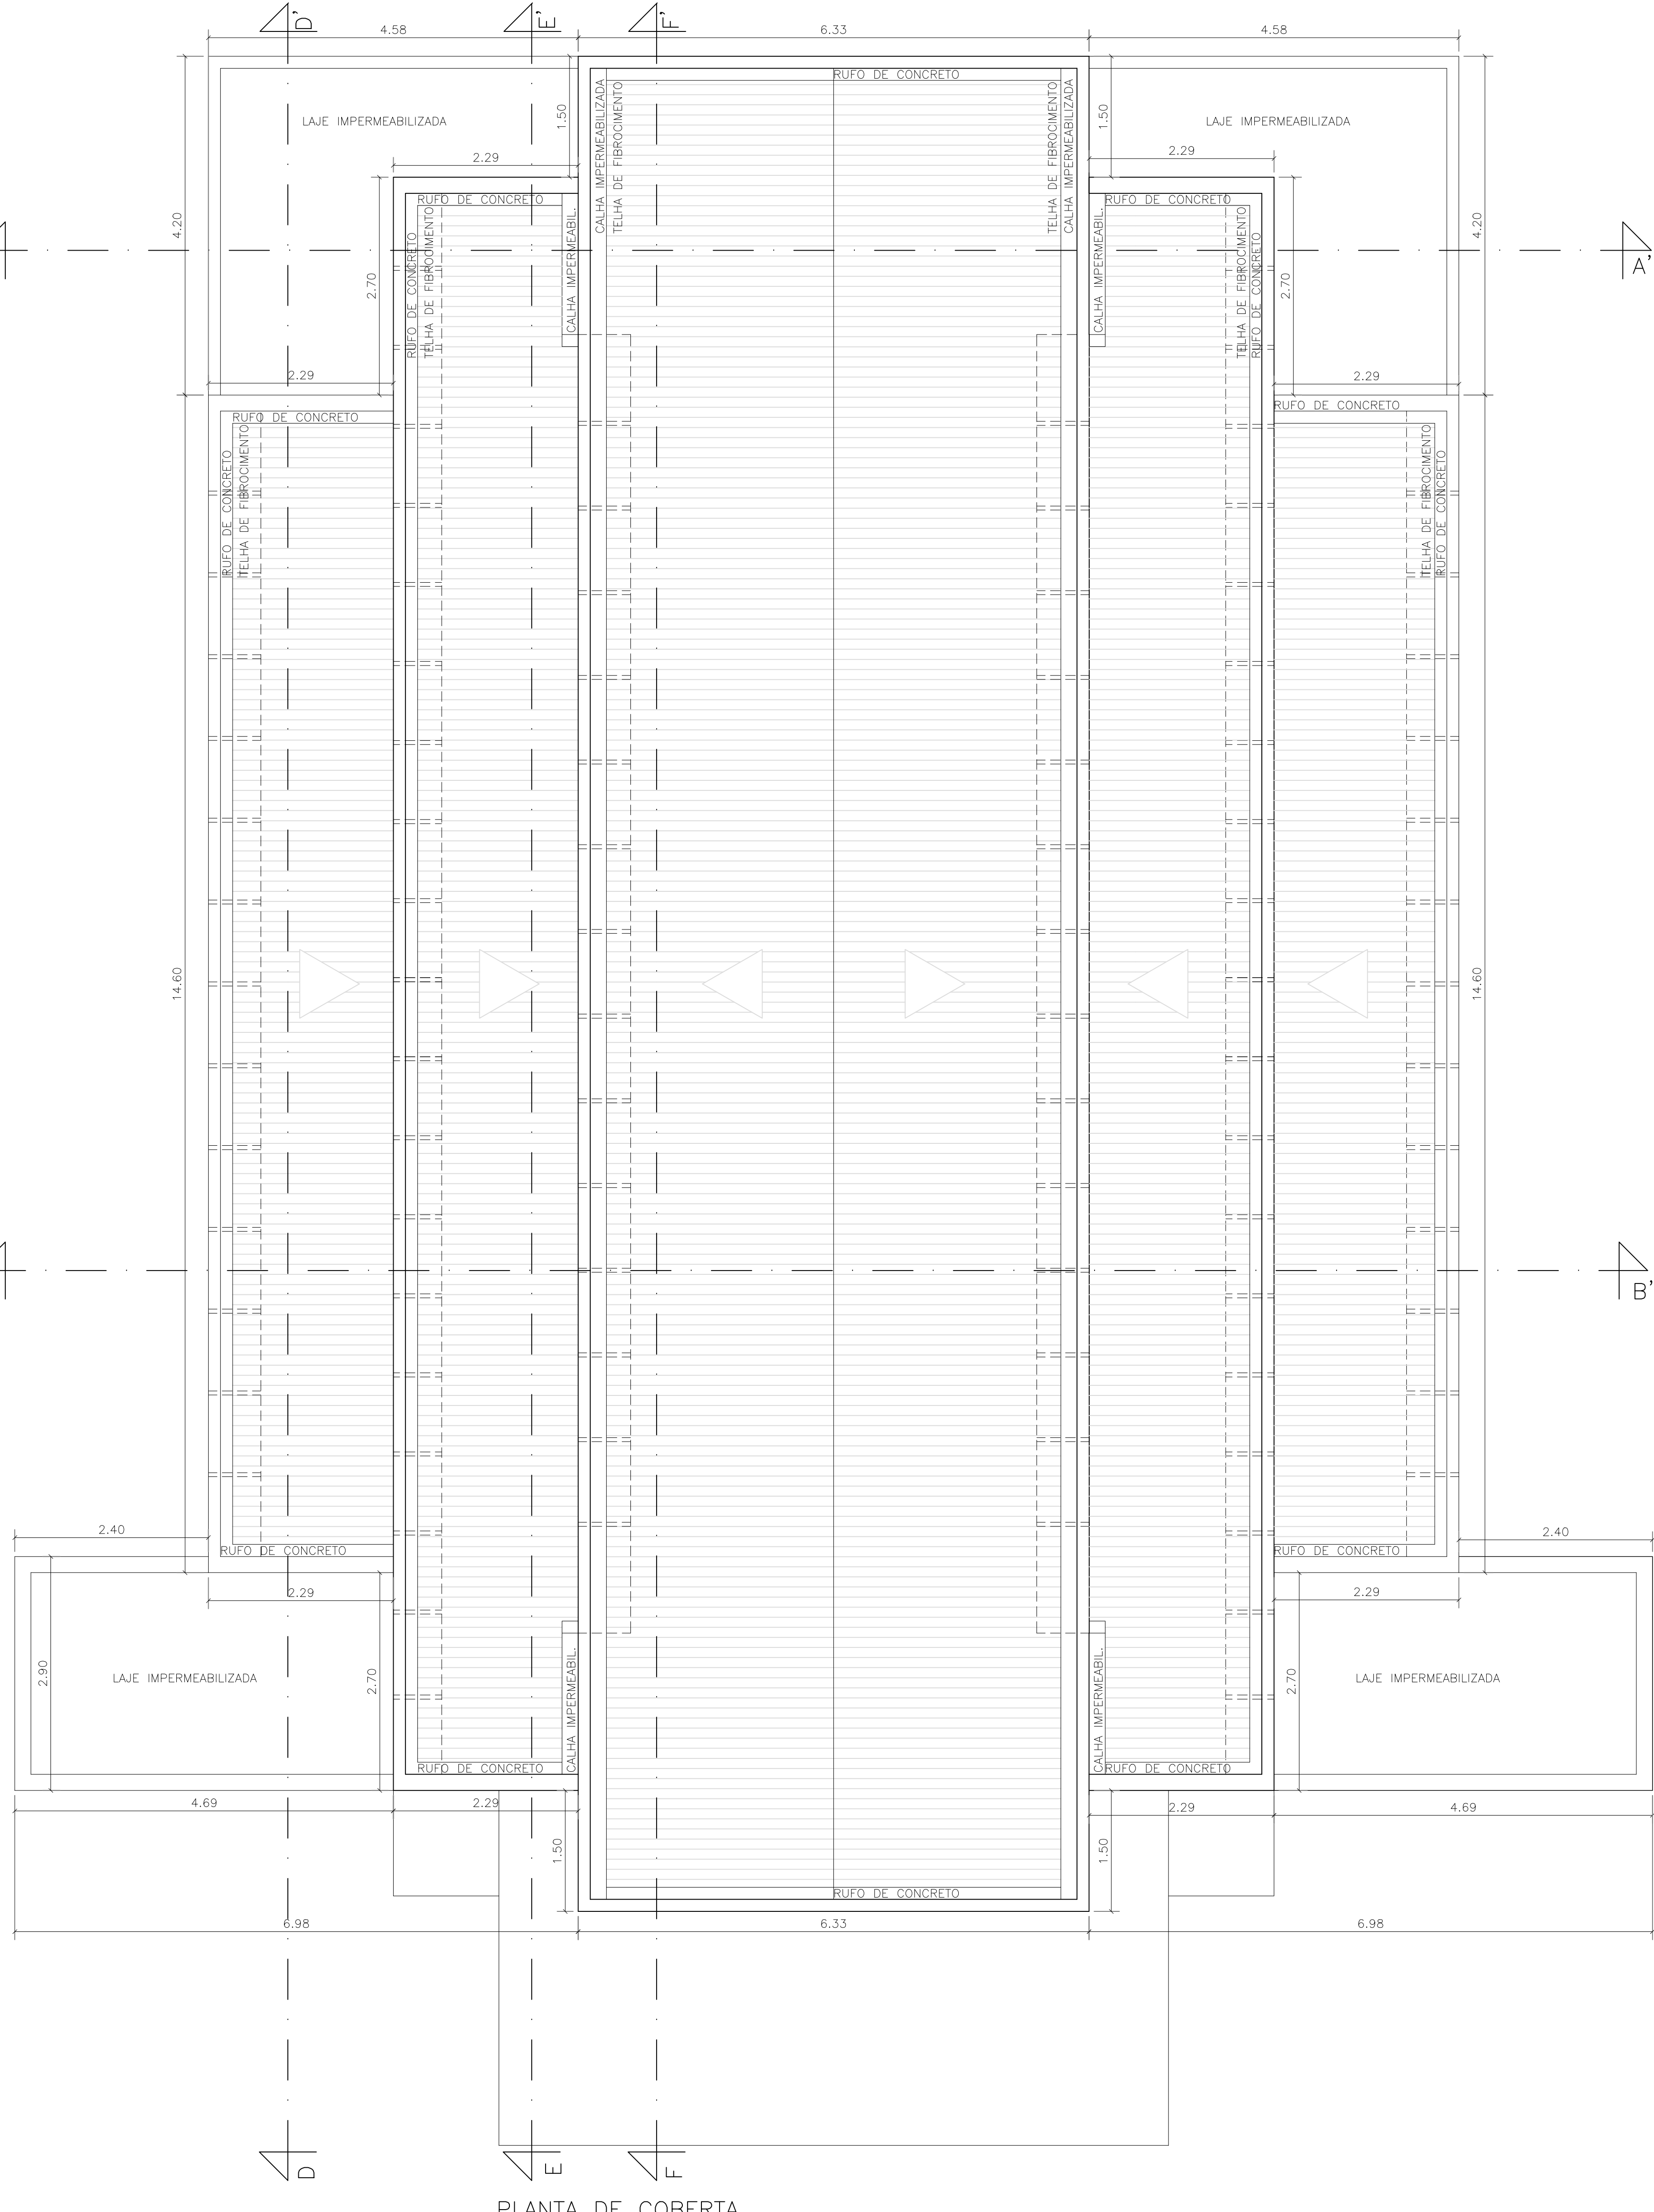 D'
E'
F'
4.58
6.33
4.58
RUFO DE CONCRETO
CALHA IMPERMEABILIZADA
TELHA DE FIBROCIMENTO
TELHA DE FIBROCIMENTO
CALHA IMPERMEABILIZADA
1.50
1.50
LAJE IMPERMEABILIZADA
LAJE IMPERMEABILIZADA
2.29
2.29
4.20
4.20
RUFO DE CONCRETO
RUFO DE CONCRETO
CALHA IMPERMEABIL.
CALHA IMPERMEABIL.
RUFO DE CONCRETO
TELHA DE FIBROCIMENTO
TELHA DE FIBROCIMENTO
RUFO DE CONCRETO
A'
2.70
2.70
2.29
2.29
RUFO DE CONCRETO
RUFO DE CONCRETO
RUFO DE CONCRETO
TELHA DE FIBROCIMENTO
TELHA DE FIBROCIMENTO
RUFO DE CONCRETO
14.60
14.60
B'
2.40
2.40
RUFO DE CONCRETO
RUFO DE CONCRETO
2.29
2.29
2.90
LAJE IMPERMEABILIZADA
2.70
CALHA IMPERMEABIL.
CALHA IMPERMEABIL.
2.70
LAJE IMPERMEABILIZADA
RUFO DE CONCRETO
RUFO DE CONCRETO
4.69
2.29
2.29
4.69
1.50
1.50
RUFO DE CONCRETO
6.98
6.33
6.98
D
E
F
PLANTA DE COBERTA